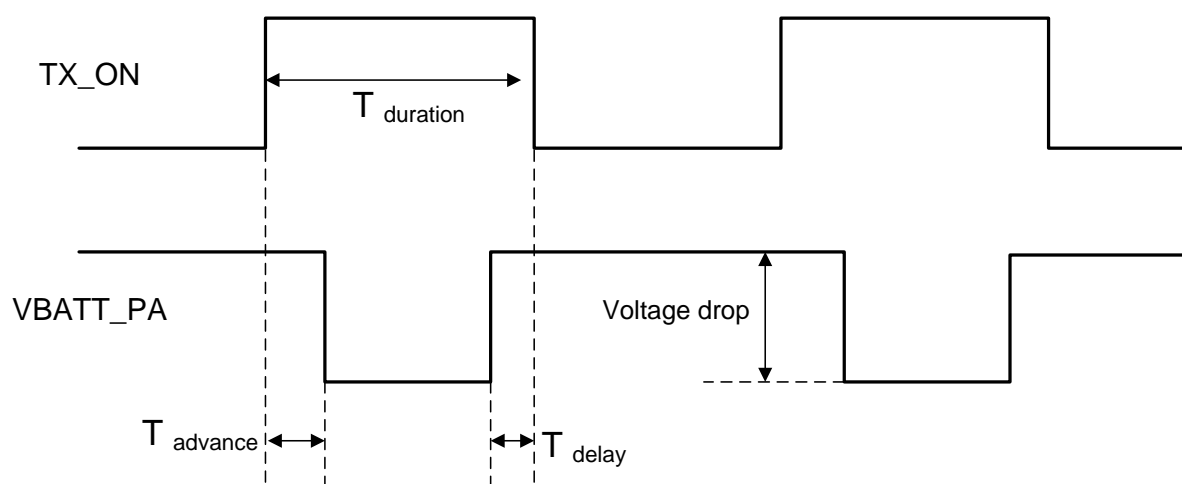 TX_ON
T duration
VBATT_PA
Voltage drop
T advance
T delay